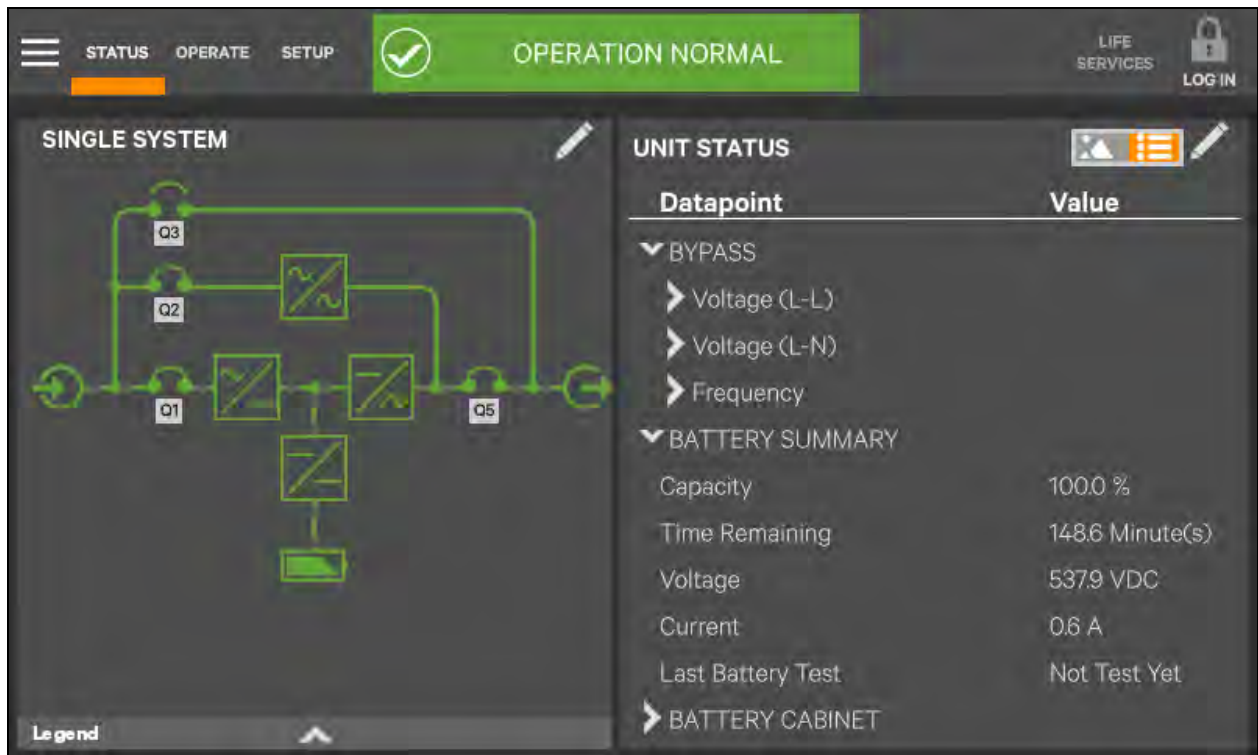 STATUS OPERATE SETUP
OPERATION NORMAL
LIFE
SERVICES
LOG IN
SINGLE SYSTEM
Q3
Q2
Q1
Q5
Legend
UNIT STATUS
Datapoint Value
BYPASS
Voltage (L-L)
Voltage (L-N)
Frequency
BATTERY SUMMARY
Capacity 100.0 %
Time Remaining 148.6 Minute(s)
Voltage 537.9 VDC
Current 0.6 A
Last Battery Test Not Test Yet
BATTERY CABINET